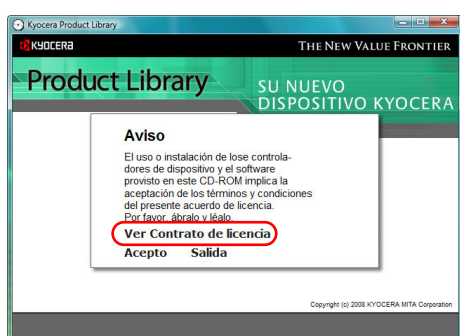 Kyocera Product Library
KYOCERA
THE NEW VALUE FRONTIER
Product Library
SU NUEVO
DISPOSITIVO KYOCERA
Aviso
El uso o instalación de lose controla-
dores de dispositivo y el software
provisto en este CD-ROM implica la
aceptación de los términos y condiciones
del presente acuerdo de licencia.
Por favor, ábralo y léalo.
Ver Contrato de licencia
Acepto Salida
Copyright (c) 2008 KYOCERA MITA Corporation